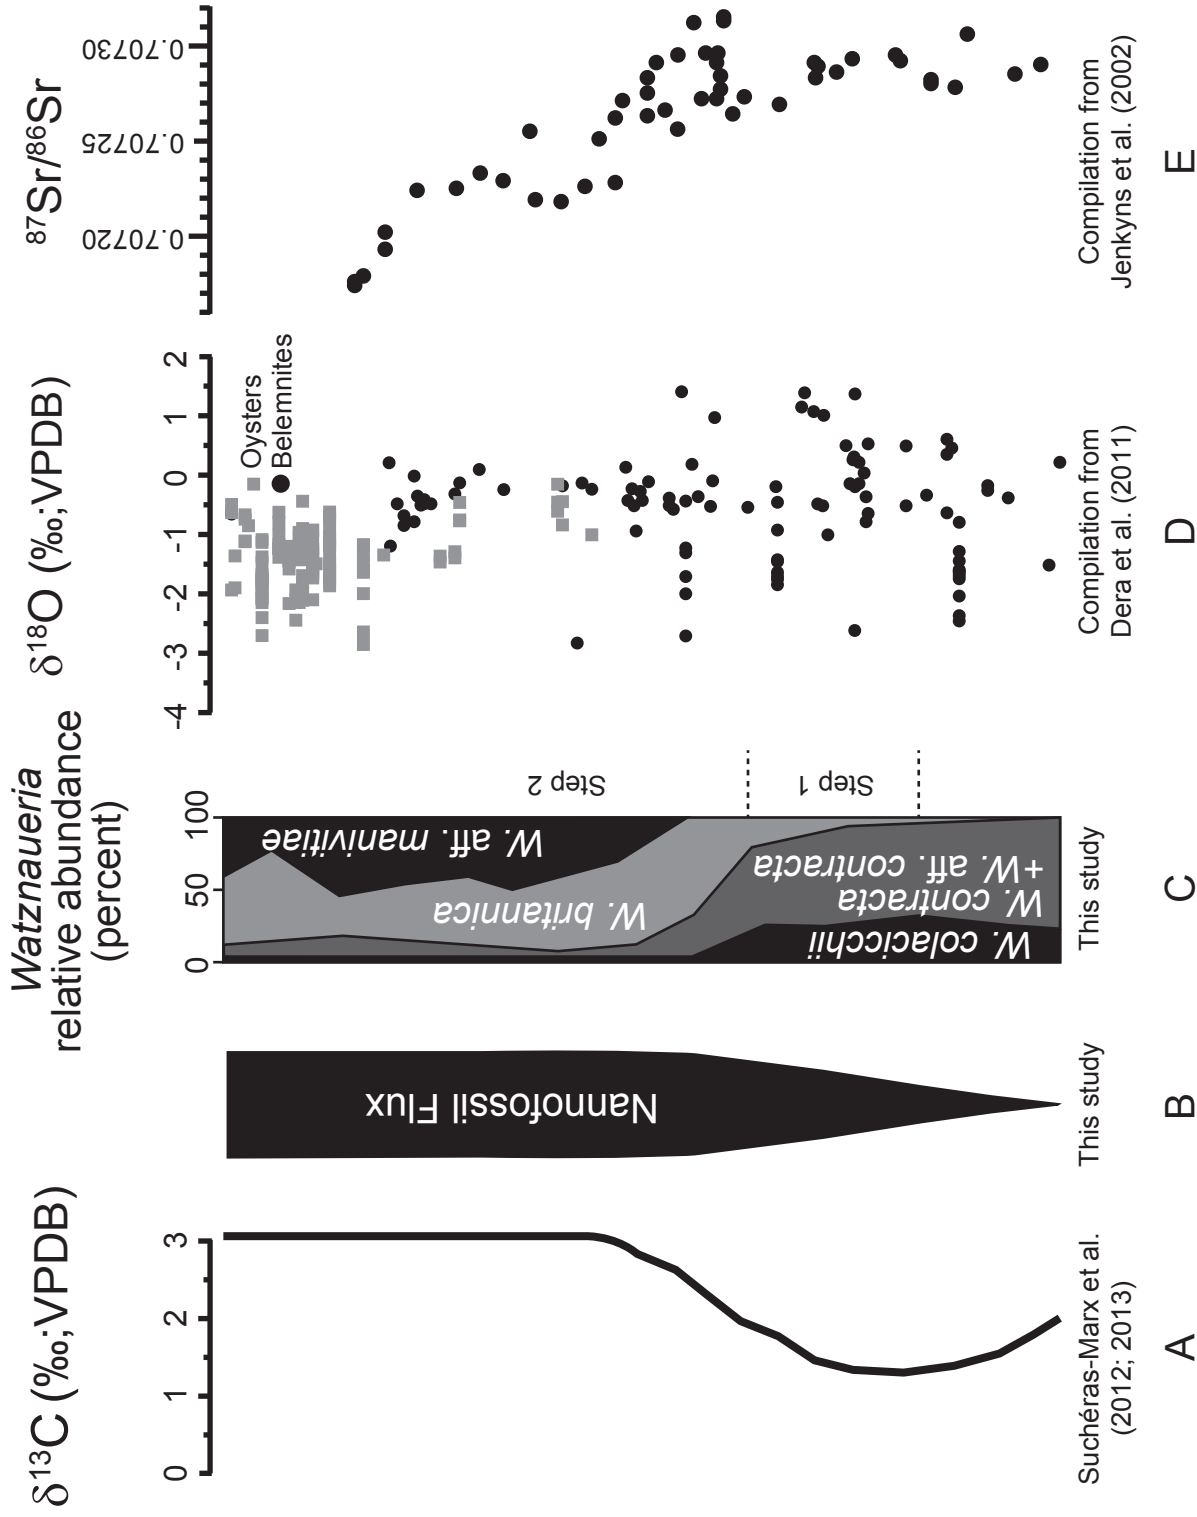 δ13C (‰;VPDB)
0
1
2
3
Suchéras-Marx et al.
(2012; 2013)
A
Nannofossil Flux
This study
B
Watznaueria
relative abundance
(percent)
0
50
100
W. aff. manivitiae
W. britannica
W. contracta
+W. aff. contracta
W. colacicchii
Step 2
Step 1
This study
C
δ18O (‰;VPDB)
-4
-3
-2
-1
0
1
2
Oysters
Belemnites
Compilation from
Dera et al. (2011)
D
87Sr/86Sr
0.70720
0.70725
0.70730
Compilation from
Jenkyns et al. (2002)
E